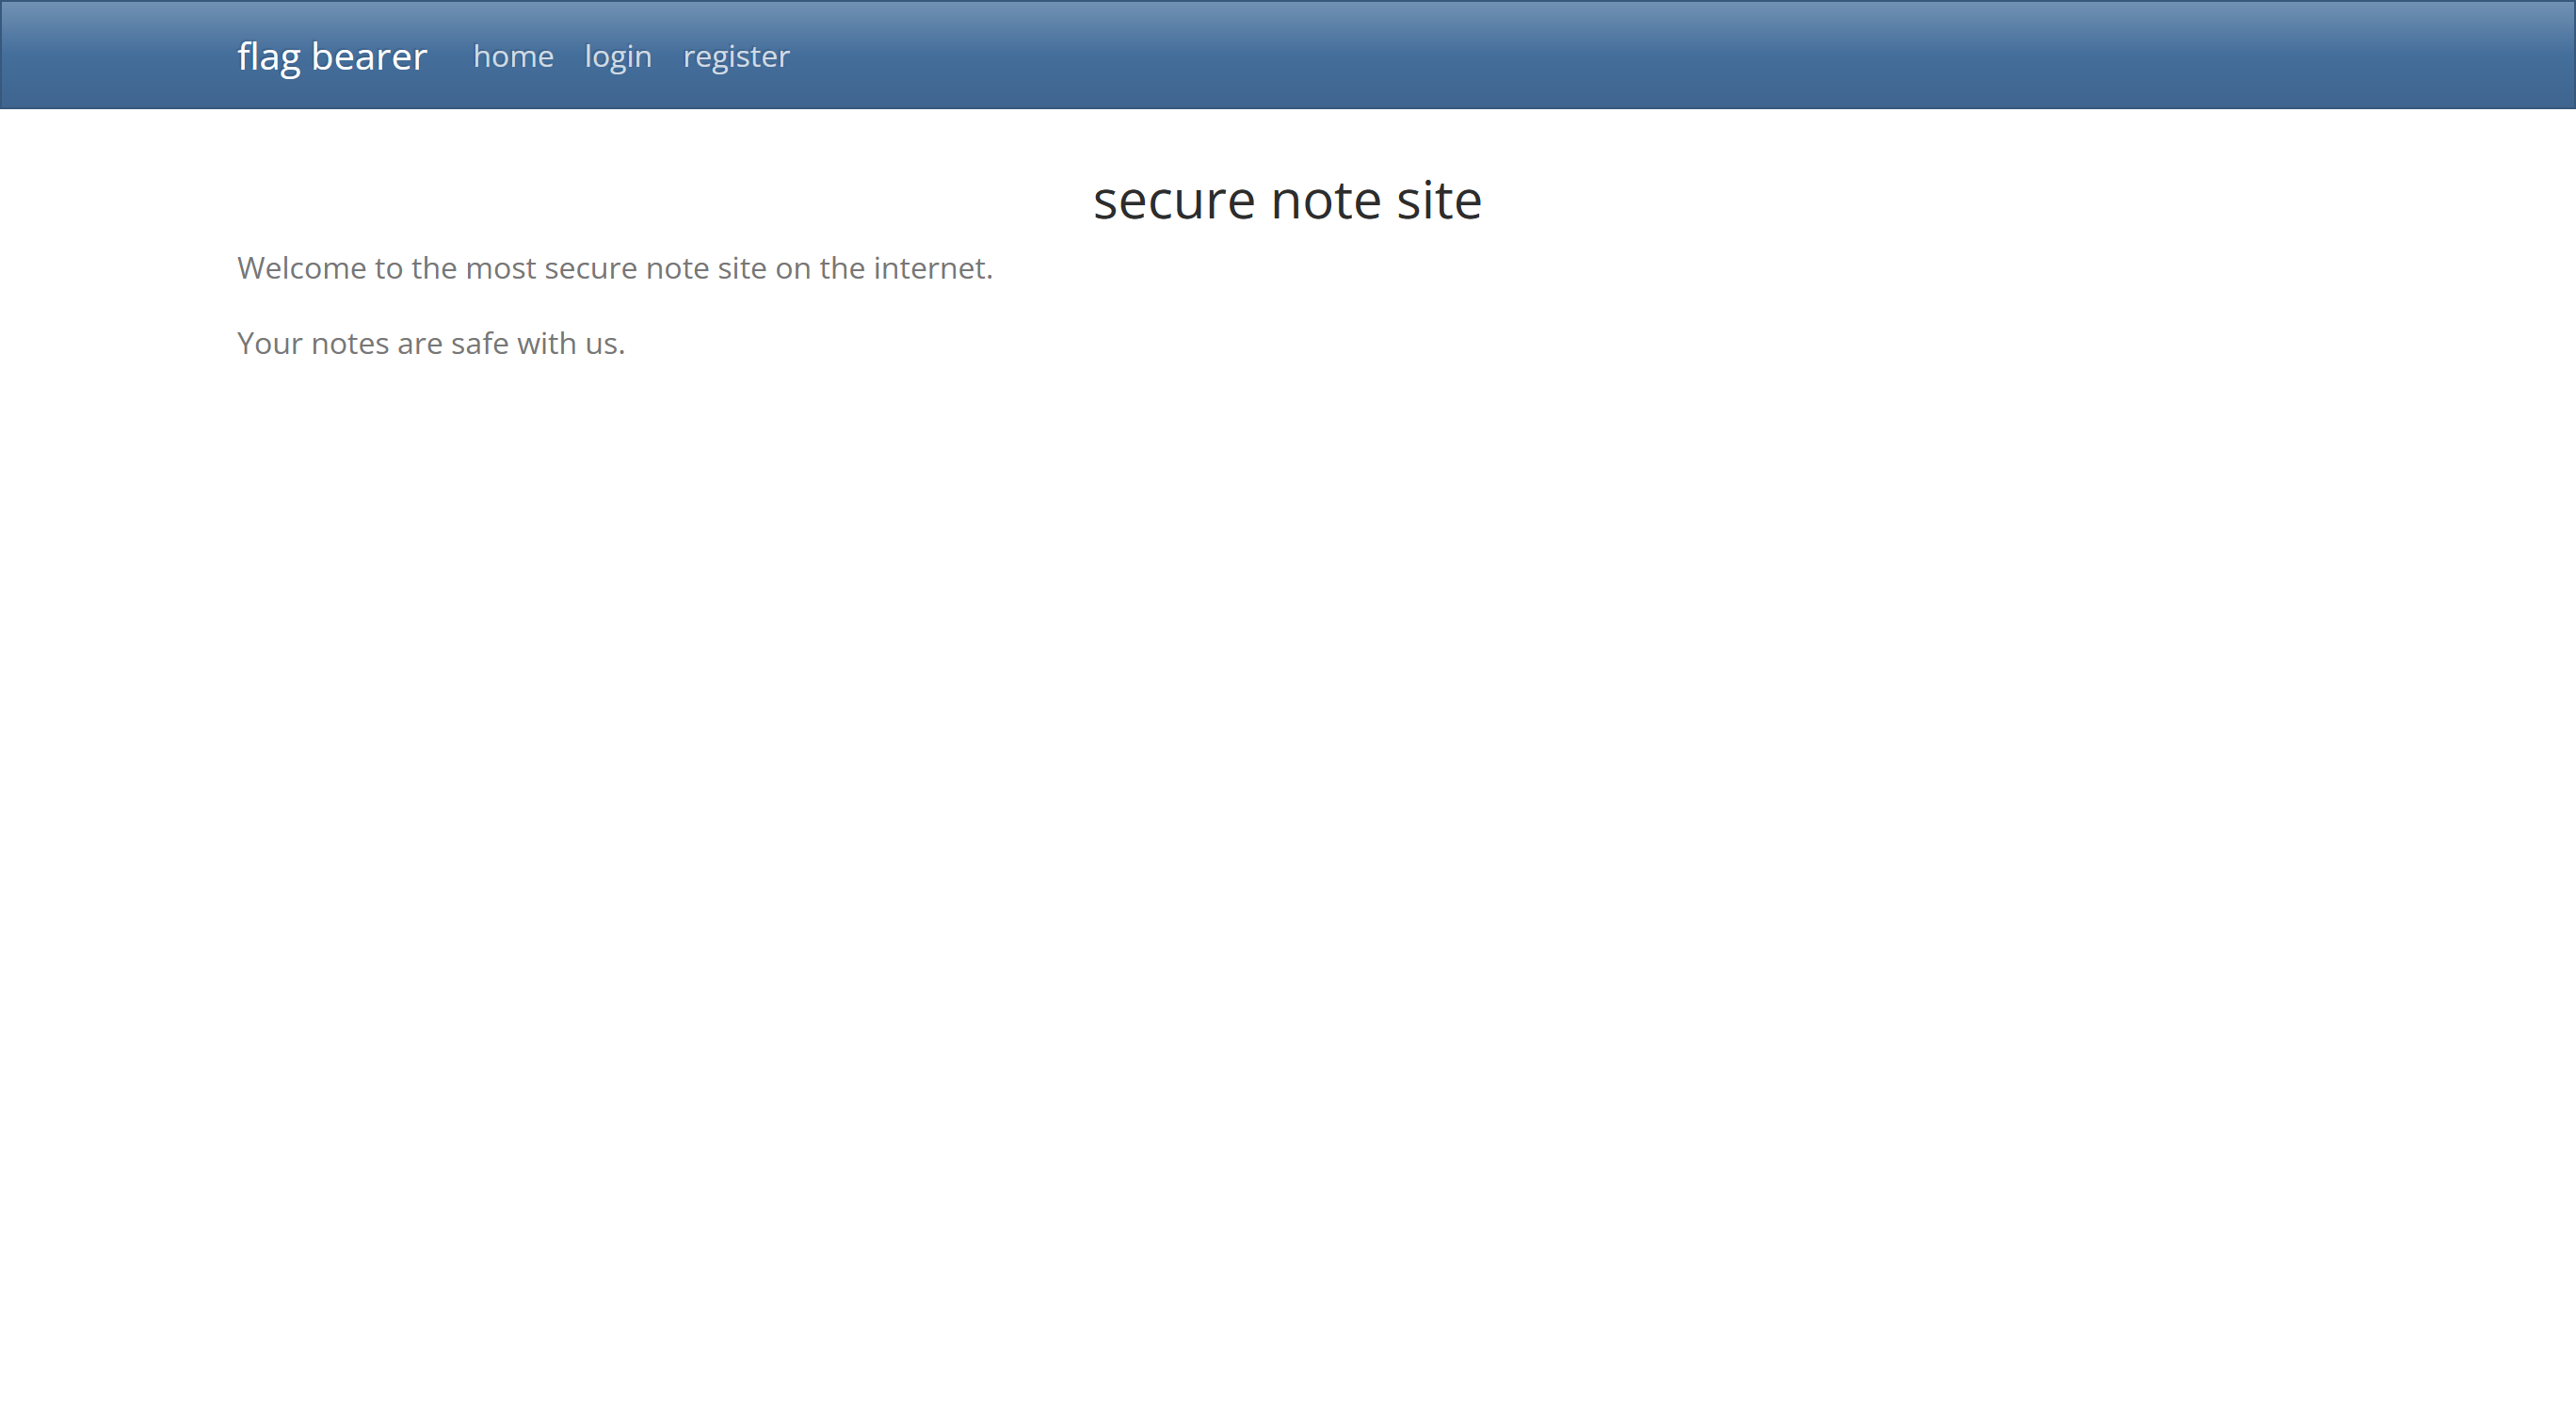 flag bearer home login register
secure note site
Welcome to the most secure note site on the internet.
Your notes are safe with us.